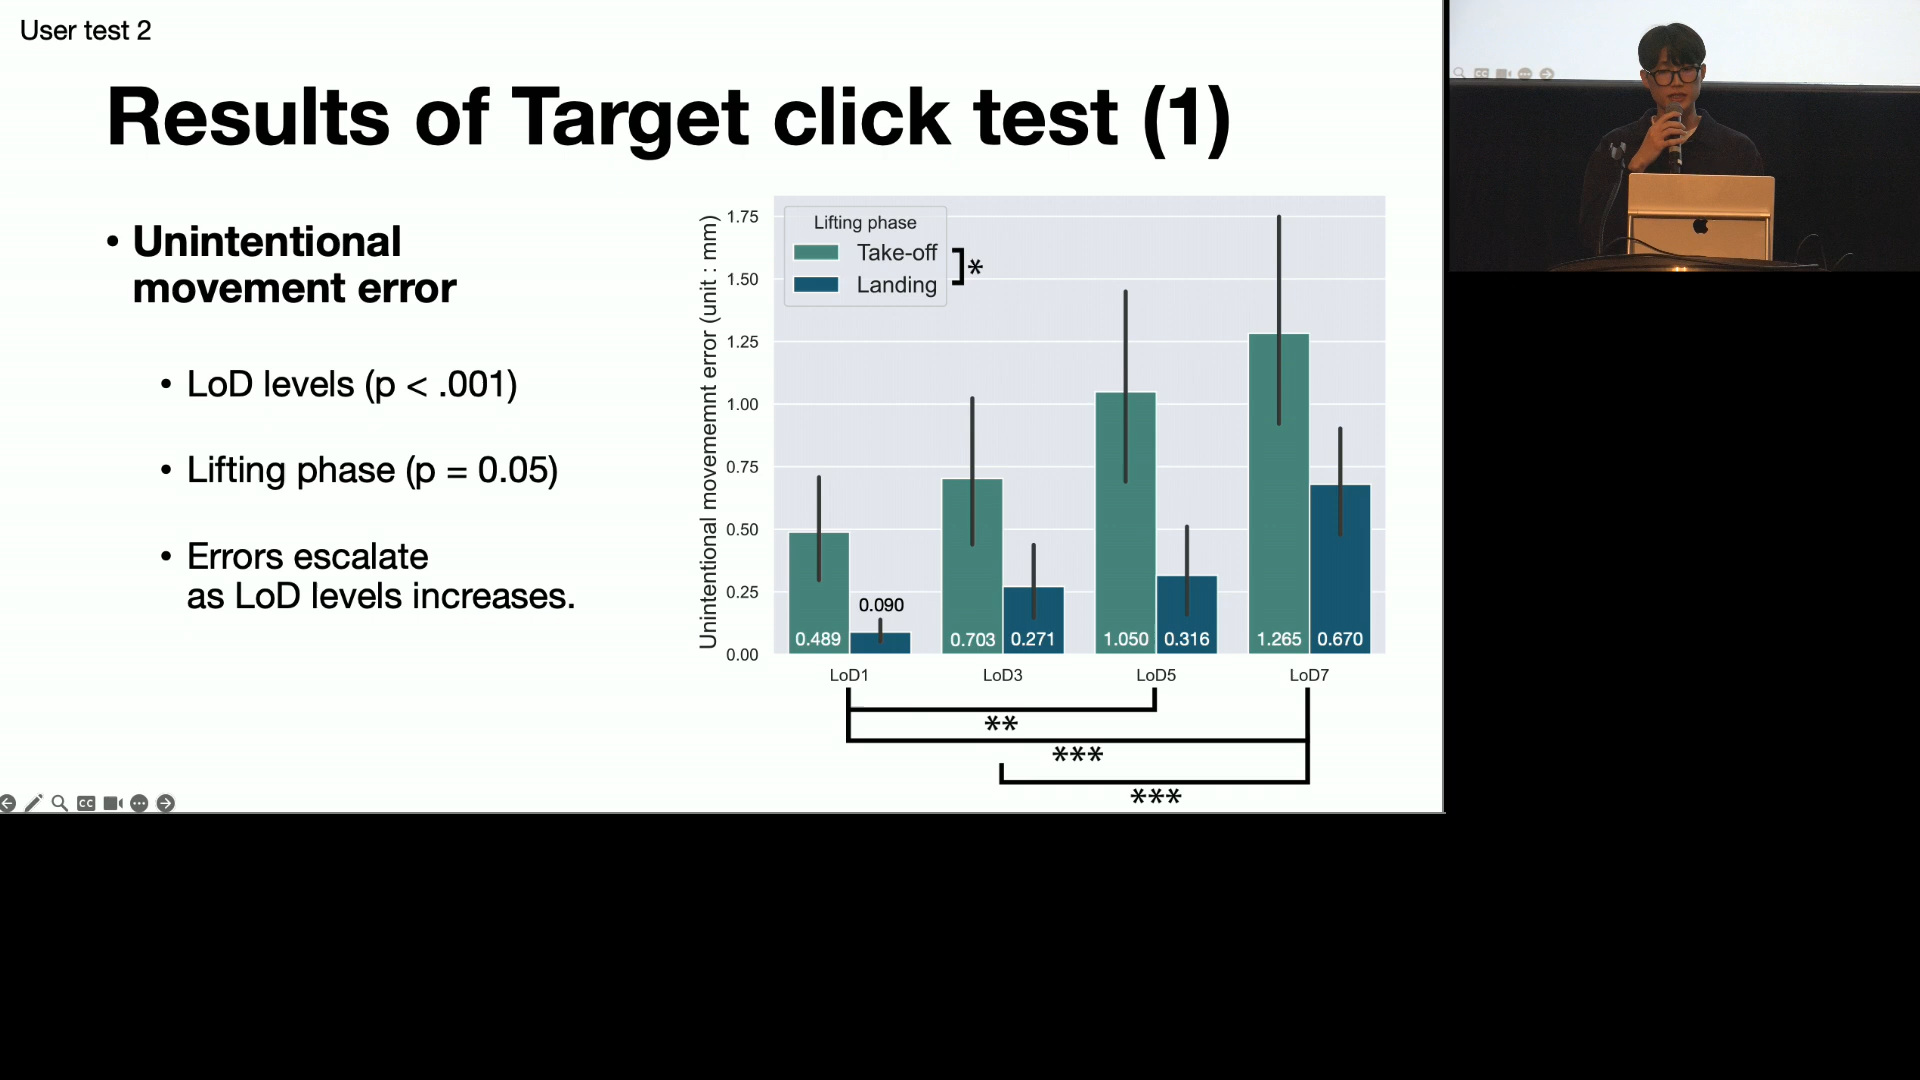 User test 2
Results of Target click test (1)
• Unintentional
movement error
• LoD levels (p < .001)
• Lifting phase (p = 0.05)
• Errors escalate
as LoD levels increases.
Unintentional movememnt error (unit : mm)
1.75
1.50
1.25
1.00
0.75
0.50
0.25
0.00
Lifting phase
Take-off
Landing
*
0.489
0.090
0.703
0.271
1.050
0.316
1.265
0.670
LoD1
LoD3
LoD5
LoD7
**
***
***
CC
CC